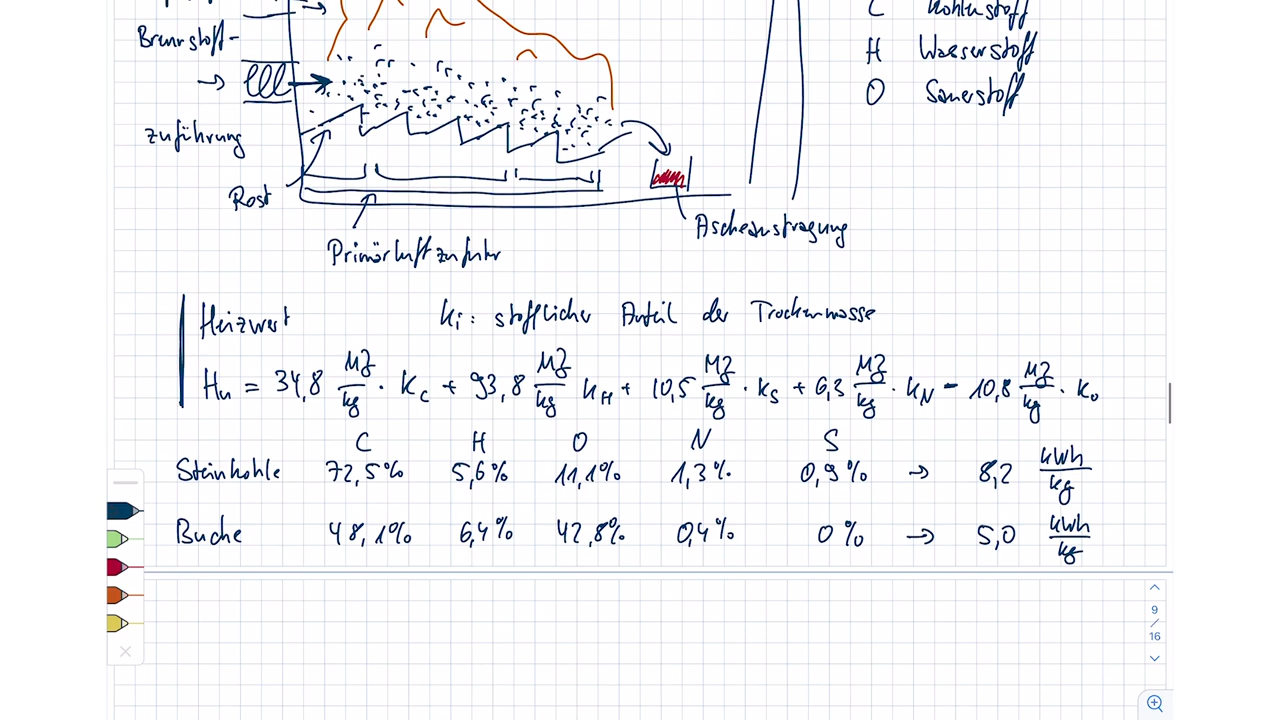 C Kohlenstoff
Brennstoff-
H Wasserstoff
O Sauerstoff
zuführung
Rost
Ascheaustragung
Primärluftzufuhr
Heizwert
ki: stofflicher Anteil der Trockenmasse
Hu = 34,8 MJ/kg · kC + 93,8 MJ/kg kH + 10,5 MJ/kg · kS + 6,3 MJ/kg · kN - 10,8 MJ/kg · kO
C H O N S
Steinkohle 72,5% 5,6% 11,1% 1,3% 0,9% → 8,2 kWh/kg
Buche 48,1% 6,4% 42,8% 0,4% 0% → 5,0 kWh/kg
9
/
16